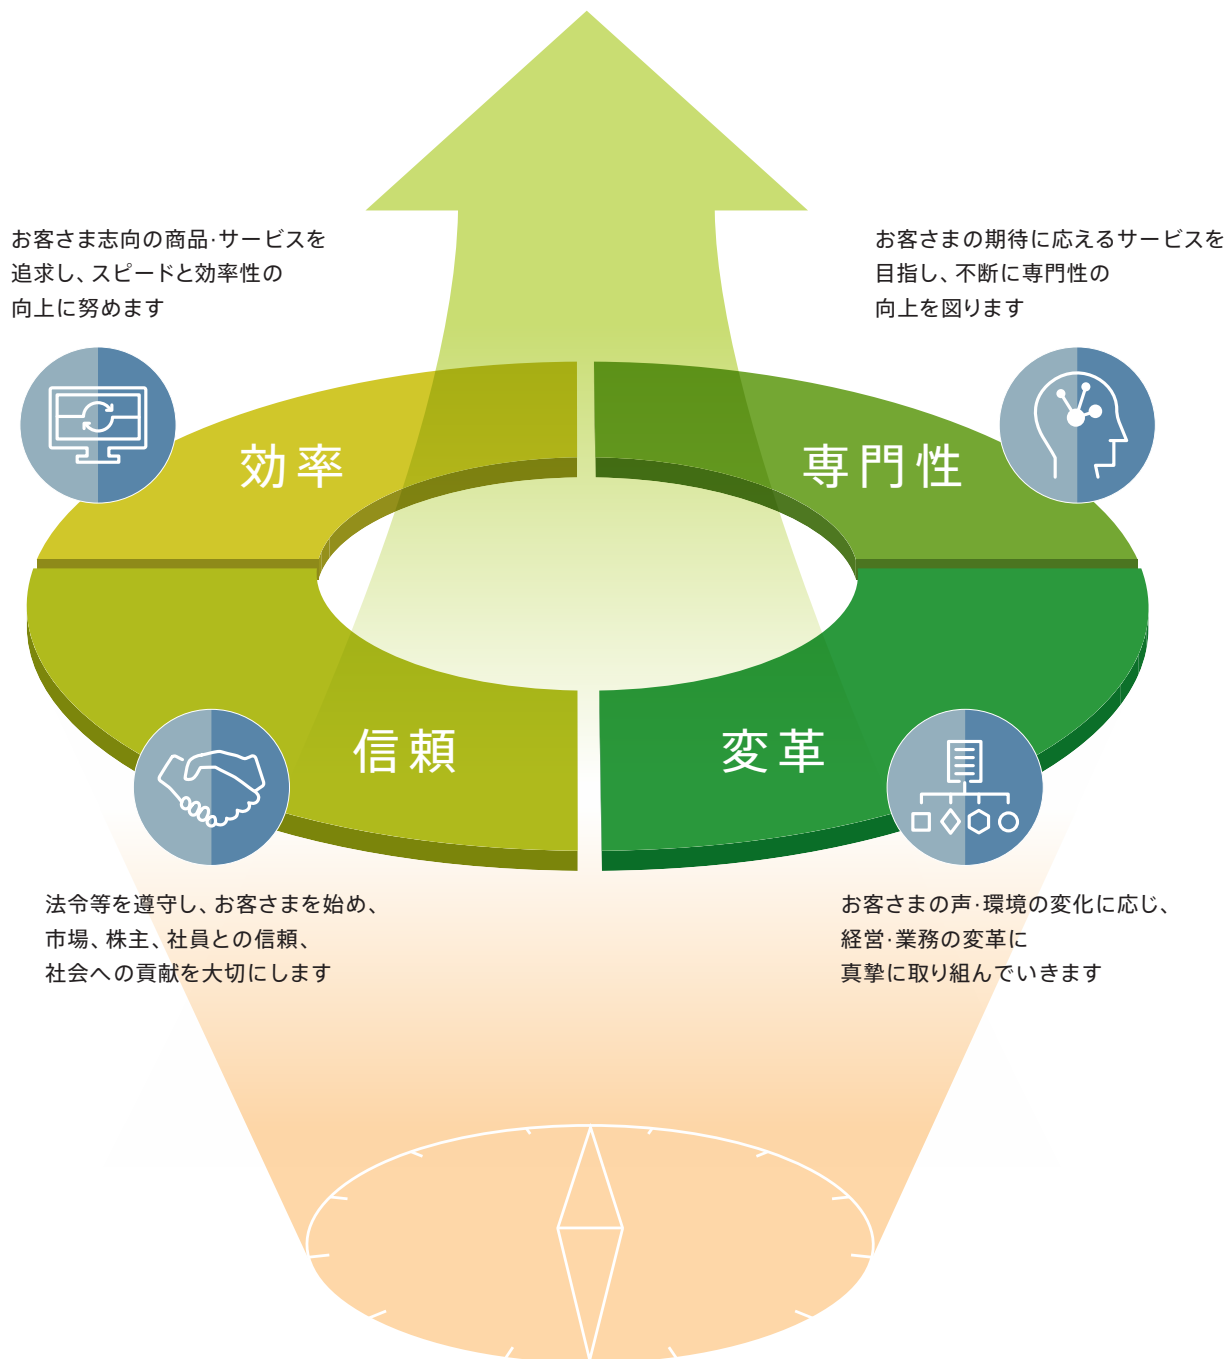 お客さま志向の商品·サービスを
追求し、スピードと効率性の
向上に努めます
お客さまの期待に応えるサービスを
目指し、不断に専門性の
向上を図ります
効率
専門性
信頼
変革
法令等を遵守し、お客さまを始め、
市場、株主、社員との信頼、
社会への貢献を大切にします
お客さまの声·環境の変化に応じ、
経営·業務の変革に
真摯に取り組んでいきます